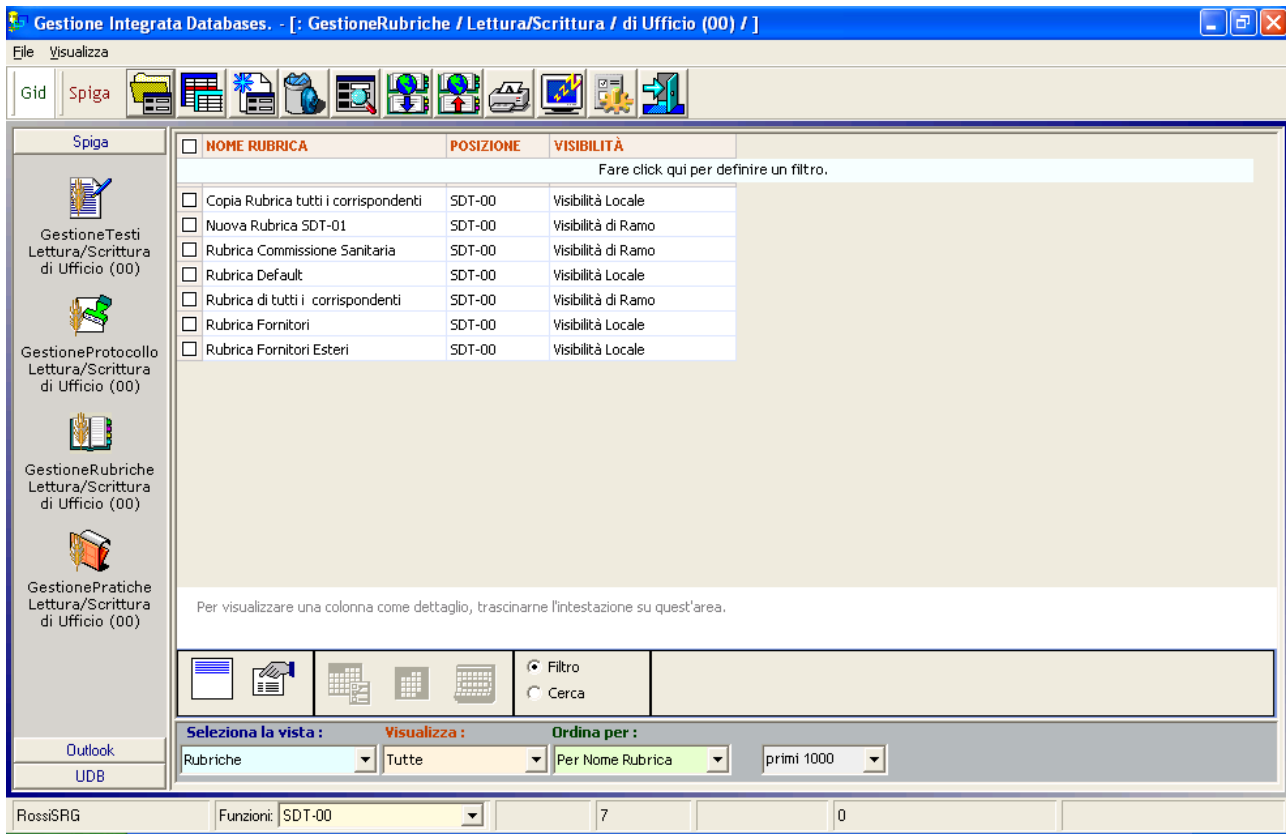 Gestione Integrata Databases. - [: GestioneRubriche / Lettura/Scrittura / di Ufficio (00) / ]
File Visualizza
Gid Spiga
Spiga
GestioneTesti
Lettura/Scrittura
di Ufficio (00)
GestioneProtocollo
Lettura/Scrittura
di Ufficio (00)
GestioneRubriche
Lettura/Scrittura
di Ufficio (00)
GestionePratiche
Lettura/Scrittura
di Ufficio (00)
Outlook
UDB
NOME RUBRICA POSIZIONE VISIBILITÀ
Fare click qui per definire un filtro.
Copia Rubrica tutti i corrispondenti SDT-00 Visibilità Locale
Nuova Rubrica SDT-01 SDT-00 Visibilità di Ramo
Rubrica Commissione Sanitaria SDT-00 Visibilità di Ramo
Rubrica Default SDT-00 Visibilità Locale
Rubrica di tutti i corrispondenti SDT-00 Visibilità di Ramo
Rubrica Fornitori SDT-00 Visibilità Locale
Rubrica Fornitori Esteri SDT-00 Visibilità Locale
Per visualizzare una colonna come dettaglio, trascinarne l'intestazione su quest'area.
Filtro
Cerca
Seleziona la vista : Visualizza : Ordina per :
Rubriche Tutte Per Nome Rubrica primi 1000
RossiSRG Funzioni: SDT-00 7 0